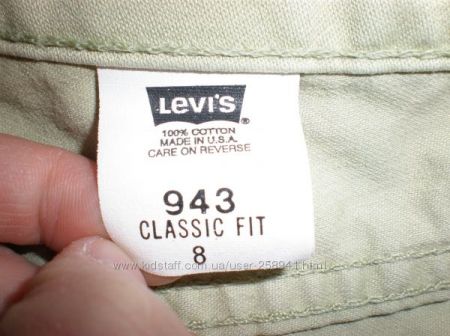 Levi's ®
100% COTTON
MADE IN U.S.A.
CARE ON REVERSE
943
CLASSIC FIT
www.kidstaff.com.ua/user-258941.html
8